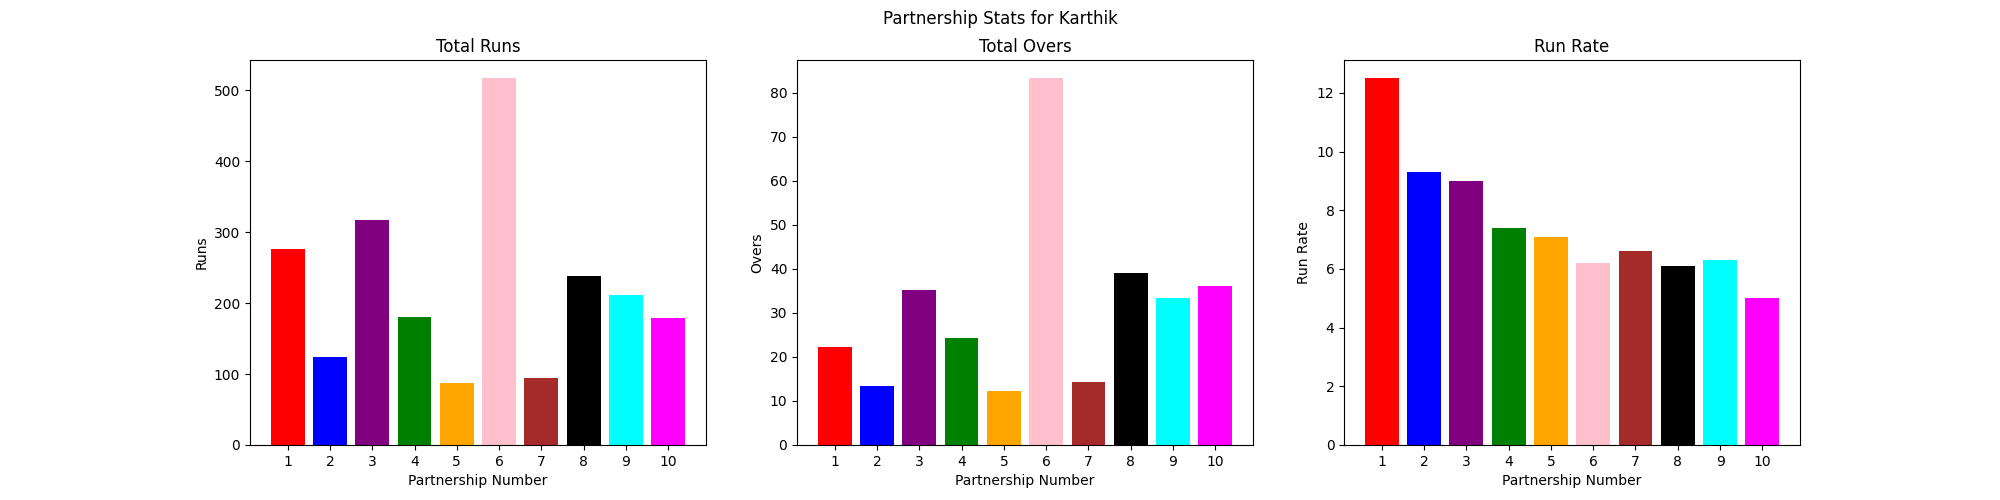 Partnership Stats for Karthik
Total Runs
Runs
500
400
300
200
100
0
1 2 3 4 5 6 7 8 9 10
Partnership Number
Total Overs
Overs
80
70
60
50
40
30
20
10
0
1 2 3 4 5 6 7 8 9 10
Partnership Number
Run Rate
Run Rate
12
10
8
6
4
2
0
1 2 3 4 5 6 7 8 9 10
Partnership Number